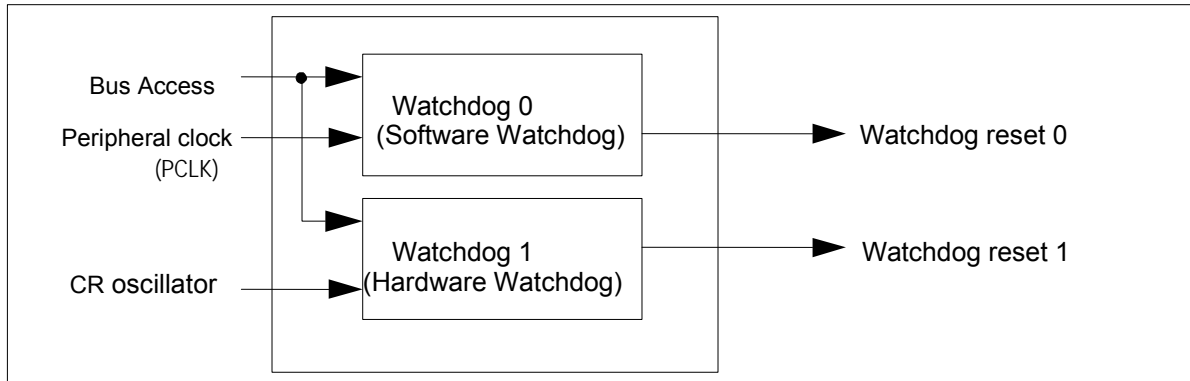 Bus Access
Peripheral clock
(PCLK)
CR oscillator
Watchdog 0
(Software Watchdog)
Watchdog 1
(Hardware Watchdog)
Watchdog reset 0
Watchdog reset 1